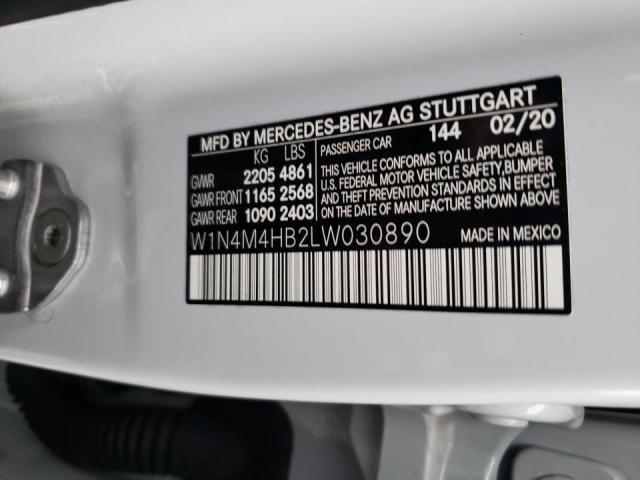 MFD BY MERCEDES-BENZ AG STUTTGART
KG LBS
GVWR 2205 4861
GAWR FRONT 1165 2568
GAWR REAR 1090 2403
PASSENGER CAR 144 02/20
THIS VEHICLE CONFORMS TO ALL APPLICABLE
U.S. FEDERAL MOTOR VEHICLE SAFETY,BUMPER
AND THEFT PREVENTION STANDARDS IN EFFECT
ON THE DATE OF MANUFACTURE SHOWN ABOVE.
W1N4M4HB2LW030890
MADE IN MEXICO